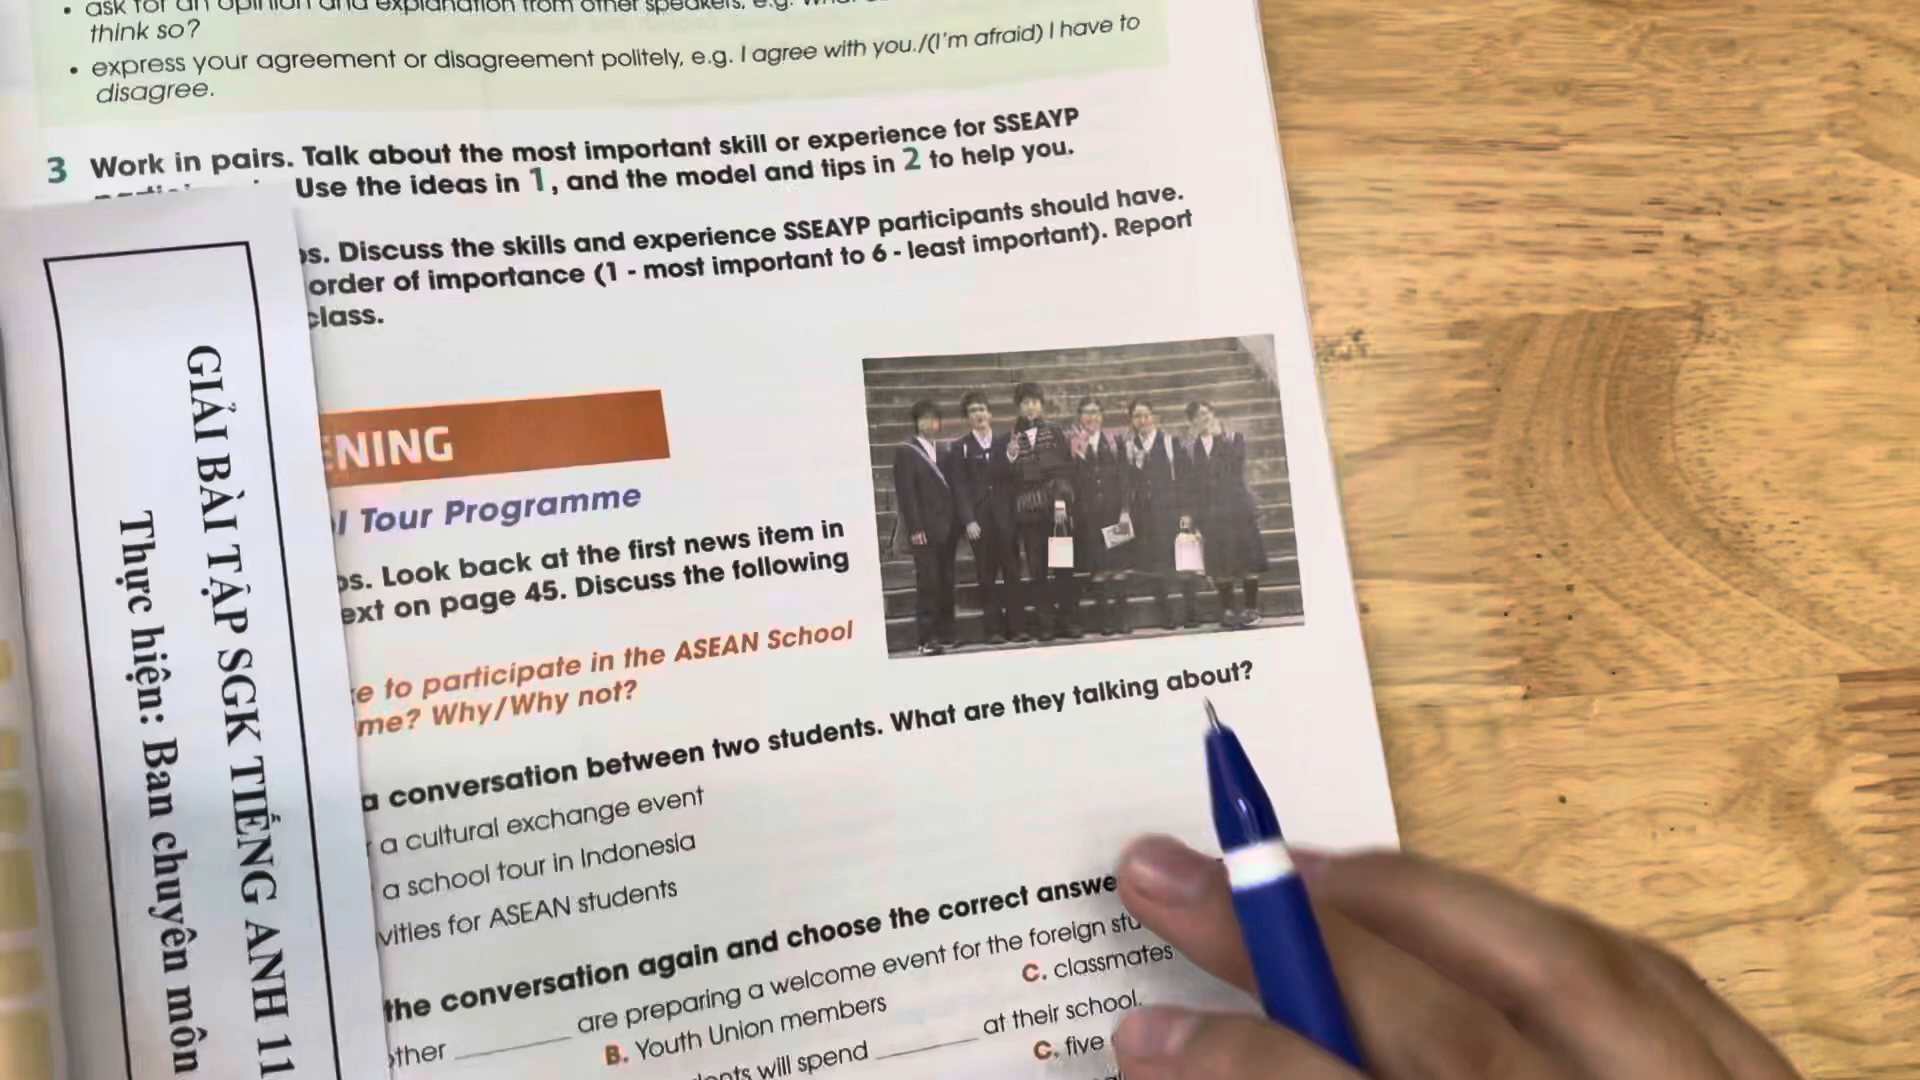 • ask for an opinion and explanation from other speakers, e.g.
think so?
• express your agreement or disagreement politely, e.g. I agree with you./(I'm afraid) I have to
disagree.
3 Work in pairs. Talk about the most important skill or experience for SSEAYP
Use the ideas in 1, and the model and tips in 2 to help you.
Discuss the skills and experience SSEAYP participants should have.
order of importance (1 - most important to 6 - least important). Report
class.
ENING
Tour Programme
Look back at the first news item in
ext on page 45. Discuss the following
e to participate in the ASEAN School
me? Why/Why not?
a conversation between two students. What are they talking about?
a cultural exchange event
a school tour in Indonesia
vities for ASEAN students
the conversation again and choose the correct answe
are preparing a welcome event for the foreign stu
other
B. Youth Union members
C. classmates
dents will spend ________ at their school.
C. five
GIẢI BÀI TẬP SGK TIẾNG ANH 11
Thực hiện: Ban chuyên môn